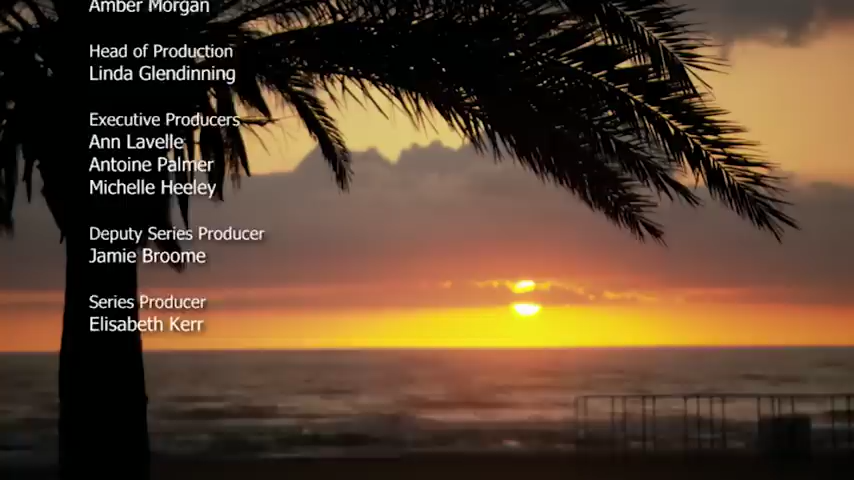 Amber Morgan
Head of Production
Linda Glendinning
Executive Producers
Ann Lavelle
Antoine Palmer
Michelle Heeley
Deputy Series Producer
Jamie Broome
Series Producer
Elisabeth Kerr